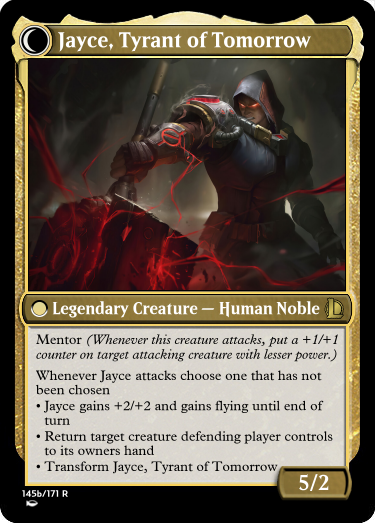 Jayce, Tyrant of Tomorrow
Legendary Creature — Human Noble
Mentor (Whenever this creature attacks, put a +1/+1
counter on target attacking creature with lesser power.)
Whenever Jayce attacks choose one that has not
been chosen
• Jayce gains +2/+2 and gains flying until end of
turn
• Return target creature defending player controls
to its owners hand
• Transform Jayce, Tyrant of Tomorrow
5/2
145b/171 R